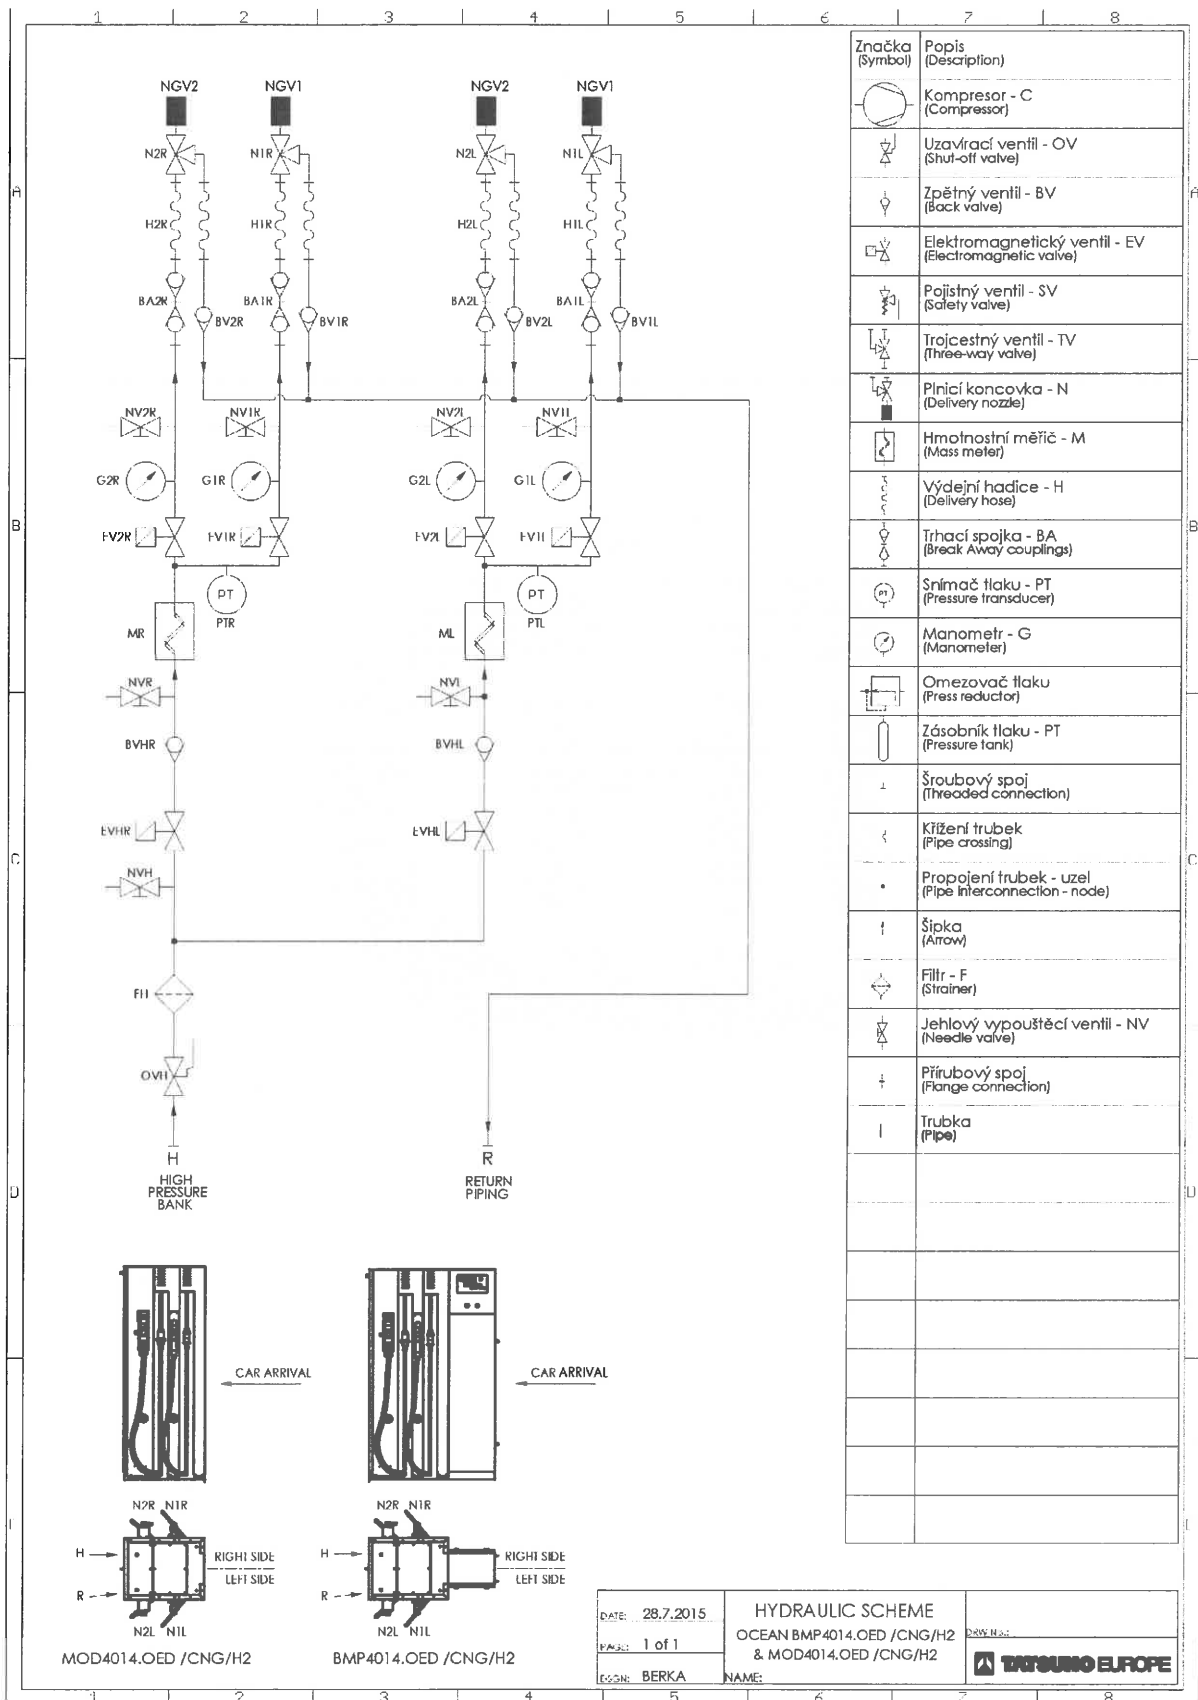 1 2 3 4 5 6 7 8
A
B
C
D
A
B
C
D
NGV2 NGV1 NGV2 NGV1
N2R N1R N2L N1L
H2R H1R H2L H1L
BA2R BA1R BA2L BA1L
BV2R BV1R BV2L BV1L
NV2R NV1R NV2L NV1L
G2R G1R G2L G1L
EV2R EV1R EV2L EV1L
PT PT
PTR PTL
MR ML
NVR NVL
BVHR BVHL
EVHR EVHL
NVH
FH
OVH
H
HIGH
PRESSURE
BANK
R
RETURN
PIPING
Značka
(Symbol)
Popis
(Description)
Kompresor - C
(Compressor)
Uzavírací ventil - OV
(Shut-off valve)
Zpětný ventil - BV
(Back valve)
Elektromagnetický ventil - EV
(Electromagnetic valve)
Pojistný ventil - SV
(Safety valve)
Trojcestný ventil - TV
(Three-way valve)
Plnicí koncovka - N
(Delivery nozzle)
Hmotnostní měřič - M
(Mass meter)
Výdejní hadice - H
(Delivery hose)
Trhací spojka - BA
(Break Away couplings)
PT
Snímač tlaku - PT
(Pressure transducer)
Manometr - G
(Manometer)
Omezovač tlaku
(Press reductor)
Zásobník tlaku - PT
(Pressure tank)
Šroubový spoj
(Threaded connection)
Křížení trubek
(Pipe crossing)
Propojení trubek - uzel
(Pipe interconnection - node)
Šipka
(Arrow)
Filtr - F
(Strainer)
Jehlový vypouštěcí ventil - NV
(Needle valve)
Přírubový spoj
(Flange connection)
Trubka
(Pipe)
CAR ARRIVAL
CAR ARRIVAL
N2R N1R
H
RIGHT SIDE
LEFT SIDE
R
N2L N1L
MOD4014.OED /CNG/H2
N2R N1R
H
RIGHT SIDE
LEFT SIDE
R
N2L N1L
BMP4014.OED /CNG/H2
DATE: 28.7.2015
PAGE: 1 of 1
DSGN: BERKA
HYDRAULIC SCHEME
OCEAN BMP4014.OED /CNG/H2
& MOD4014.OED /CNG/H2
NAME:
DRW.NO.:
TATSUNO EUROPE
1 2 3 4 5 6 7 8